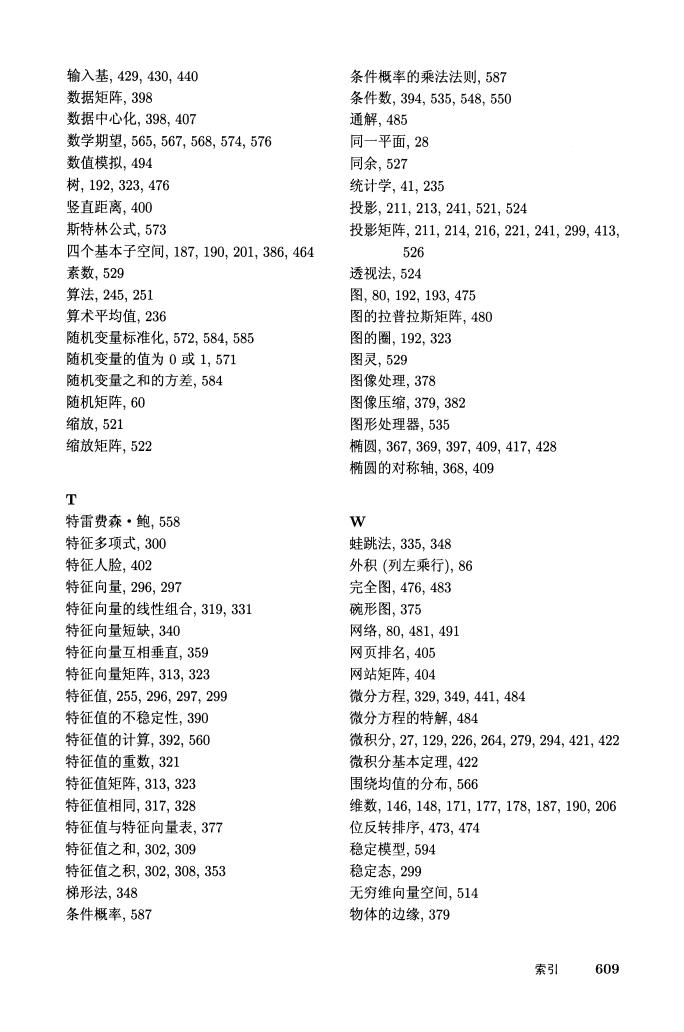 输入基, 429, 430, 440
数据矩阵, 398
数据中心化, 398, 407
数学期望, 565, 567, 568, 574, 576
数值模拟, 494
树, 192, 323, 476
竖直距离, 400
斯特林公式, 573
四个基本子空间, 187, 190, 201, 386, 464
素数, 529
算法, 245, 251
算术平均值, 236
随机变量标准化, 572, 584, 585
随机变量的值为 0 或 1, 571
随机变量之和的方差, 584
随机矩阵, 60
缩放, 521
缩放矩阵, 522
T
特雷费森·鲍, 558
特征多项式, 300
特征人脸, 402
特征向量, 296, 297
特征向量的线性组合, 319, 331
特征向量短缺, 340
特征向量互相垂直, 359
特征向量矩阵, 313, 323
特征值, 255, 296, 297, 299
特征值的不稳定性, 390
特征值的计算, 392, 560
特征值的重数, 321
特征值矩阵, 313, 323
特征值相同, 317, 328
特征值与特征向量表, 377
特征值之和, 302, 309
特征值之积, 302, 308, 353
梯形法, 348
条件概率, 587
条件概率的乘法法则, 587
条件数, 394, 535, 548, 550
通解, 485
同一平面, 28
同余, 527
统计学, 41, 235
投影, 211, 213, 241, 521, 524
投影矩阵, 211, 214, 216, 221, 241, 299, 413,
526
透视法, 524
图, 80, 192, 193, 475
图的拉普拉斯矩阵, 480
图的圈, 192, 323
图灵, 529
图像处理, 378
图像压缩, 379, 382
图形处理器, 535
椭圆, 367, 369, 397, 409, 417, 428
椭圆的对称轴, 368, 409
W
蛙跳法, 335, 348
外积 (列左乘行), 86
完全图, 476, 483
碗形图, 375
网络, 80, 481, 491
网页排名, 405
网站矩阵, 404
微分方程, 329, 349, 441, 484
微分方程的特解, 484
微积分, 27, 129, 226, 264, 279, 294, 421, 422
微积分基本定理, 422
围绕均值的分布, 566
维数, 146, 148, 171, 177, 178, 187, 190, 206
位反转排序, 473, 474
稳定模型, 594
稳定态, 299
无穷维向量空间, 514
物体的边缘, 379
索引 609